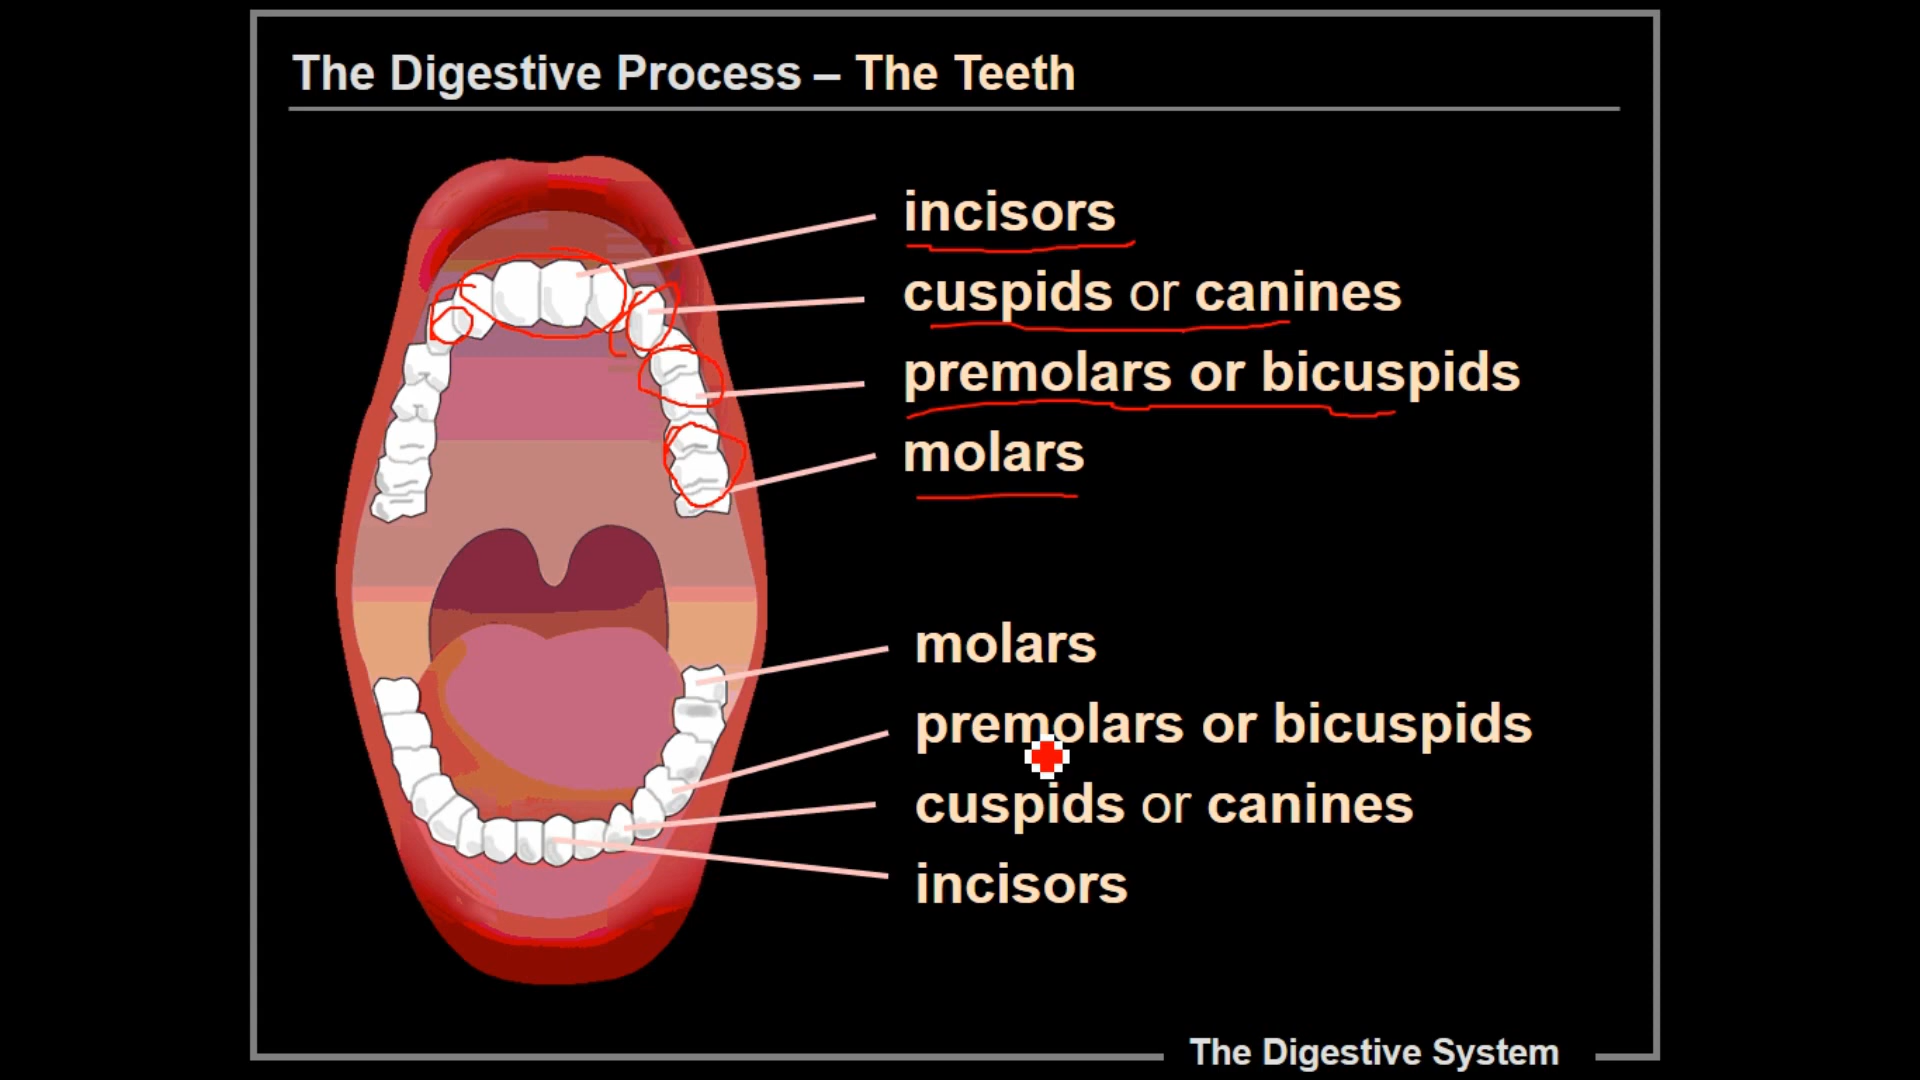 The Digestive Process – The Teeth
incisors
cuspids or canines
premolars or bicuspids
molars
molars
premolars or bicuspids
cuspids or canines
incisors
The Digestive System